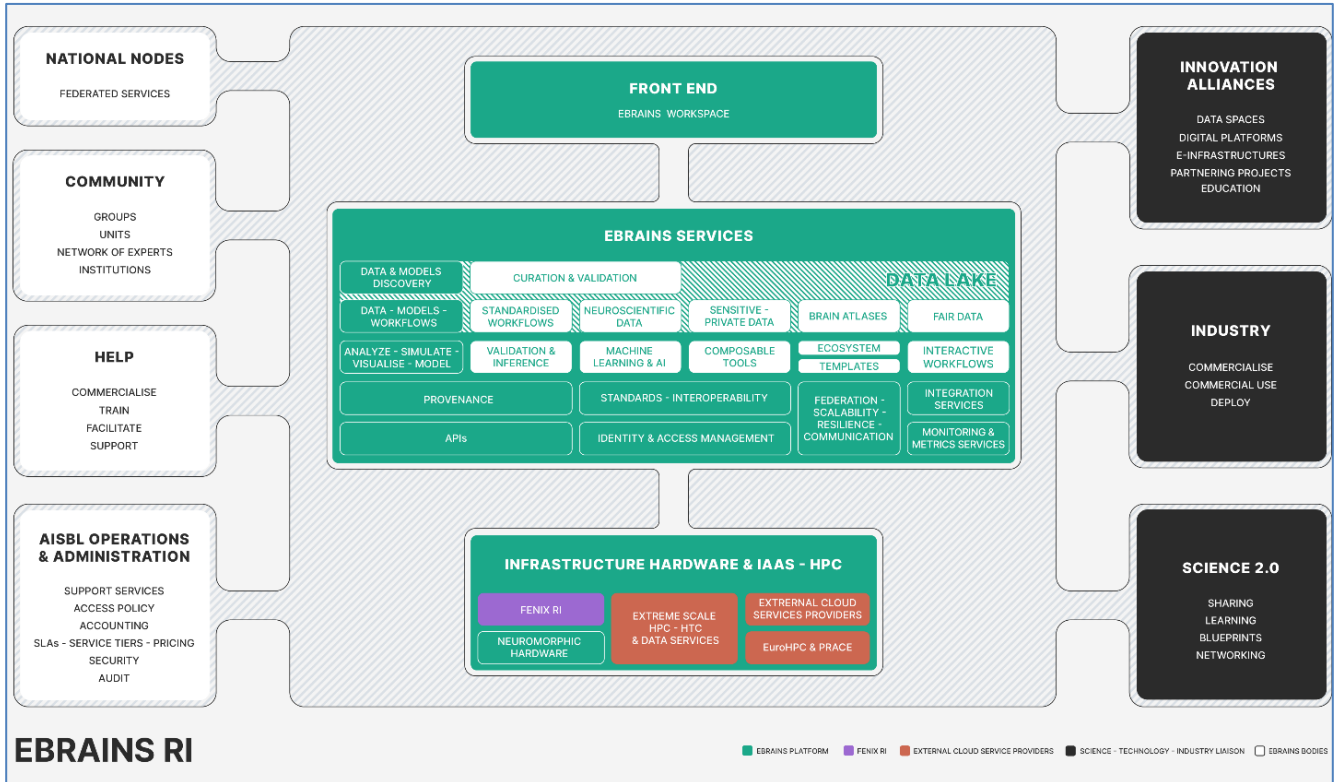 NATIONAL NODES
FEDERATED SERVICES
COMMUNITY
GROUPS
UNITS
NETWORK OF EXPERTS
INSTITUTIONS
HELP
COMMERCIALISE
TRAIN
FACILITATE
SUPPORT
AISBL OPERATIONS
& ADMINISTRATION
SUPPORT SERVICES
ACCESS POLICY
ACCOUNTING
SLAs - SERVICE TIERS - PRICING
SECURITY
AUDIT
FRONT END
EBRAINS WORKSPACE
EBRAINS SERVICES
DATA & MODELS
DISCOVERY
CURATION & VALIDATION
DATA LAKE
DATA - MODELS -
WORKFLOWS
STANDARDISED
WORKFLOWS
NEUROSCIENTIFIC
DATA
SENSITIVE -
PRIVATE DATA
BRAIN ATLASES
FAIR DATA
ANALYZE - SIMULATE -
VISUALISE - MODEL
VALIDATION &
INFERENCE
MACHINE
LEARNING & AI
COMPOSABLE
TOOLS
ECOSYSTEM
TEMPLATES
INTERACTIVE
WORKFLOWS
PROVENANCE
STANDARDS - INTEROPERABILITY
FEDERATION -
SCALABILITY -
RESILIENCE -
COMMUNICATION
INTEGRATION
SERVICES
APIs
IDENTITY & ACCESS MANAGEMENT
MONITORING &
METRICS SERVICES
INFRASTRUCTURE HARDWARE & IAAS - HPC
FENIX RI
NEUROMORPHIC
HARDWARE
EXTREME SCALE
HPC - HTC
& DATA SERVICES
EXTRERNAL CLOUD
SERVICES PROVIDERS
EuroHPC & PRACE
INNOVATION
ALLIANCES
DATA SPACES
DIGITAL PLATFORMS
E-INFRASTRUCTURES
PARTNERING PROJECTS
EDUCATION
INDUSTRY
COMMERCIALISE
COMMERCIAL USE
DEPLOY
SCIENCE 2.0
SHARING
LEARNING
BLUEPRINTS
NETWORKING
EBRAINS RI
EBRAINS PLATFORM
FENIX RI
EXTERNAL CLOUD SERVICE PROVIDERS
SCIENCE - TECHNOLOGY - INDUSTRY LIAISON
EBRAINS BODIES